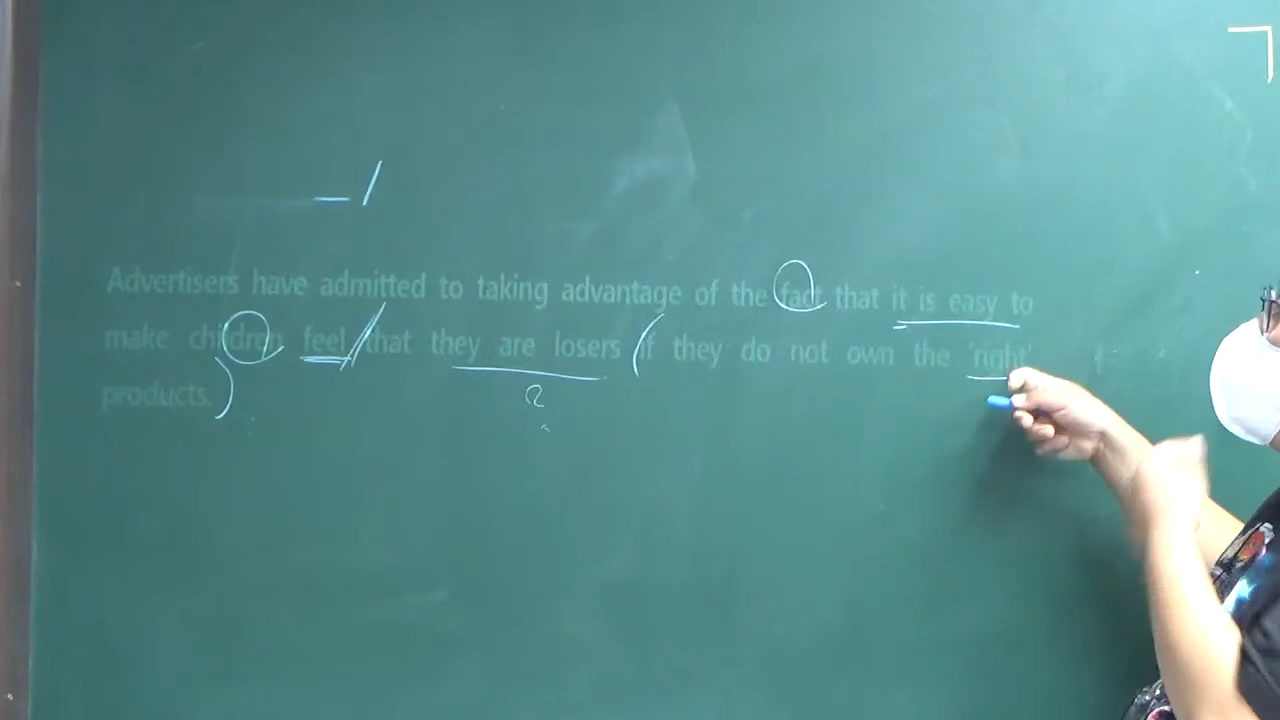 Advertisers have admitted to taking advantage of the fact that it is easy to
make children feel that they are losers if they do not own the 'right'
products.